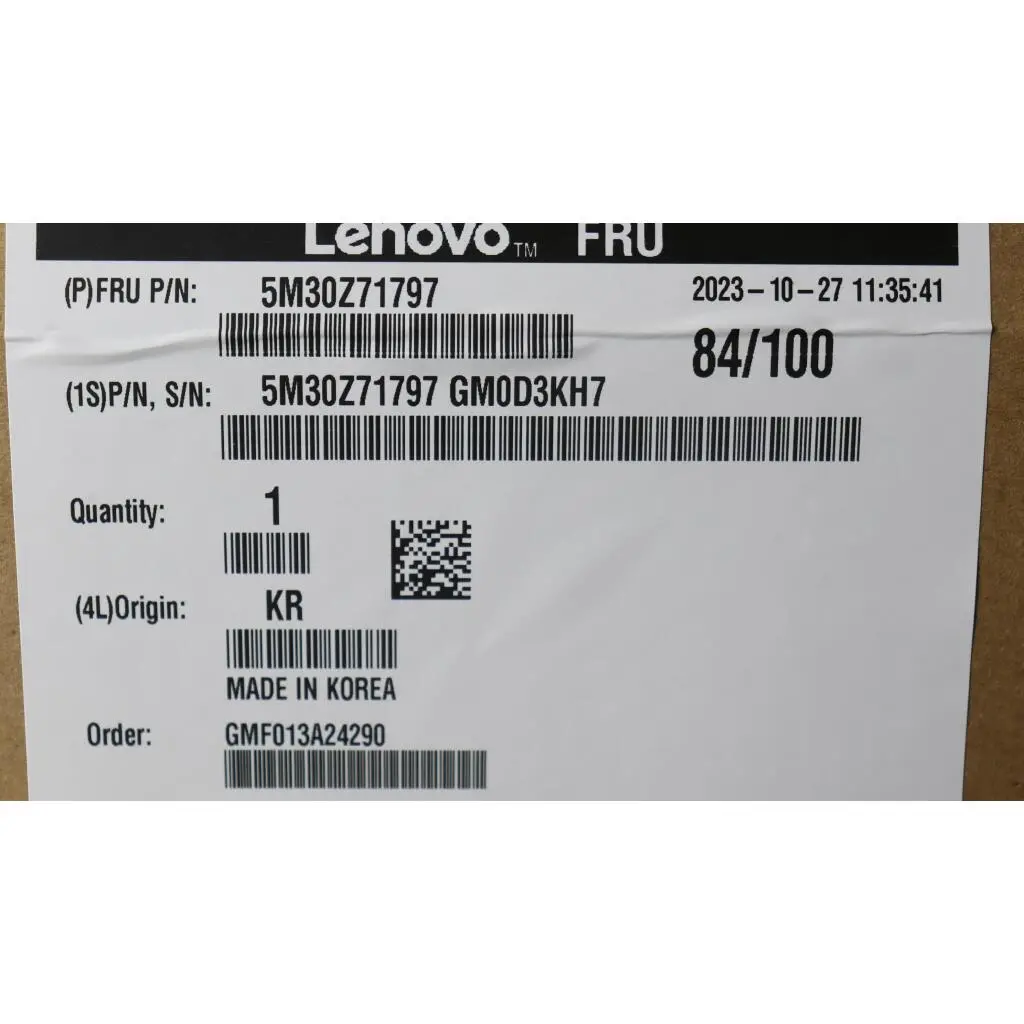 Lenovo™ FRU
(P)FRU P/N: 5M30Z71797 2023-10-27 11:35:41
84/100
(1S)P/N, S/N: 5M30Z71797 GM0D3KH7
Quantity: 1
(4L)Origin: KR
MADE IN KOREA
Order: GMF013A24290